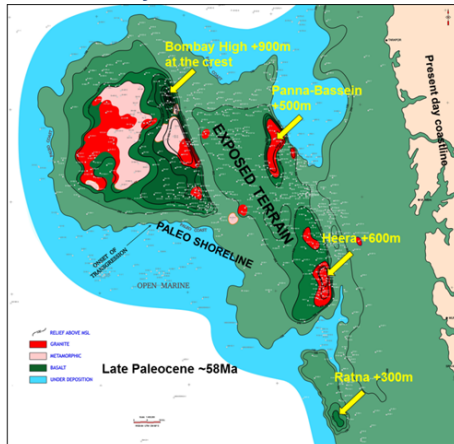 Bombay High +900m
at the crest
Panna-Bassein
+500m
Present day coastline
EXPOSED TERRAIN
Heera +600m
PALEO SHORELINE
ONSET OF
TRANSGRESSION
OPEN MARINE
RELIEF ABOVE MSL
GRANITE
METAMORPHIC
BASALT
UNDER DEPOSITION
Late Paleocene ~58Ma
Ratna +300m